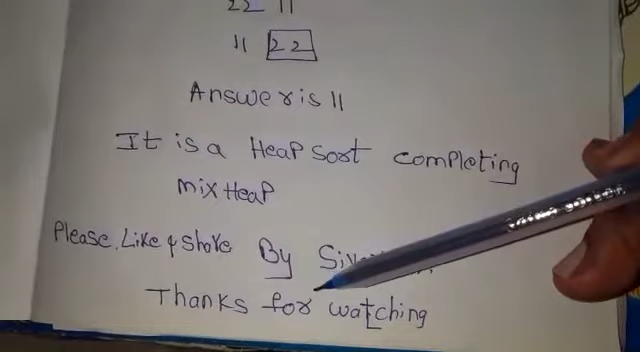 22 11
11 22
Answer is 11
It is a Heap sort completing
mix Heap
Please. Like & share By
Thanks for watching